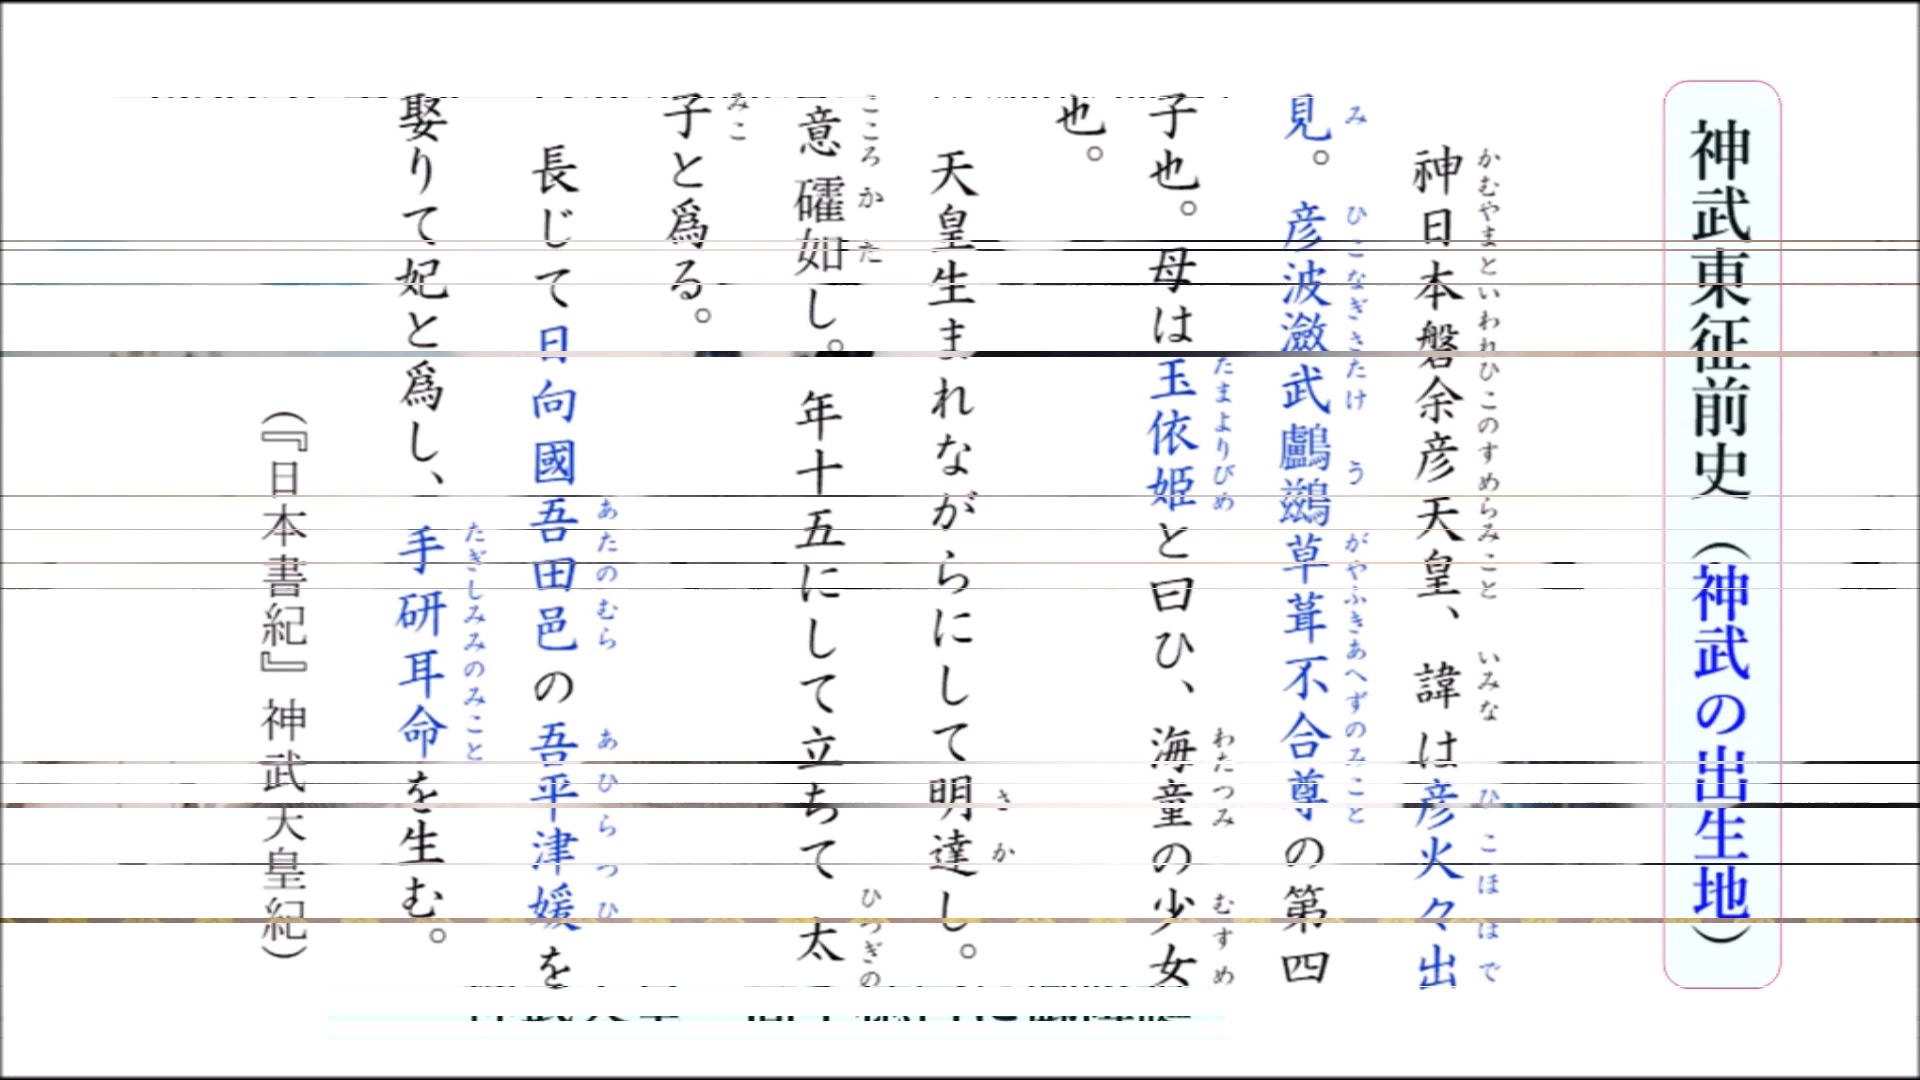 神武東征前史（神武の出生地）
神日本磐余彦天皇、諱は彦火々出
見。彦波瀲武鸕鷀草葺不合尊の第四
子也。母は玉依姫と曰ひ、海童の少女
也。
天皇生まれながらにして明達し。
意礭如し。年十五にして立ちて太
子と爲る。
長じて日向國吾田邑の吾平津媛を
娶りて妃と爲し、手研耳命を生む。
（『日本書紀』神武天皇紀）